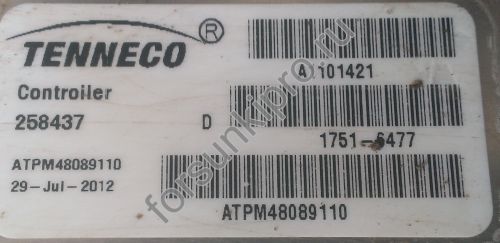 TENNECO ®
A 101421
Controller
258437 D
1751-6477
ATPM48089110
29-Jul-2012
ATPM48089110
forsunkipro.ru